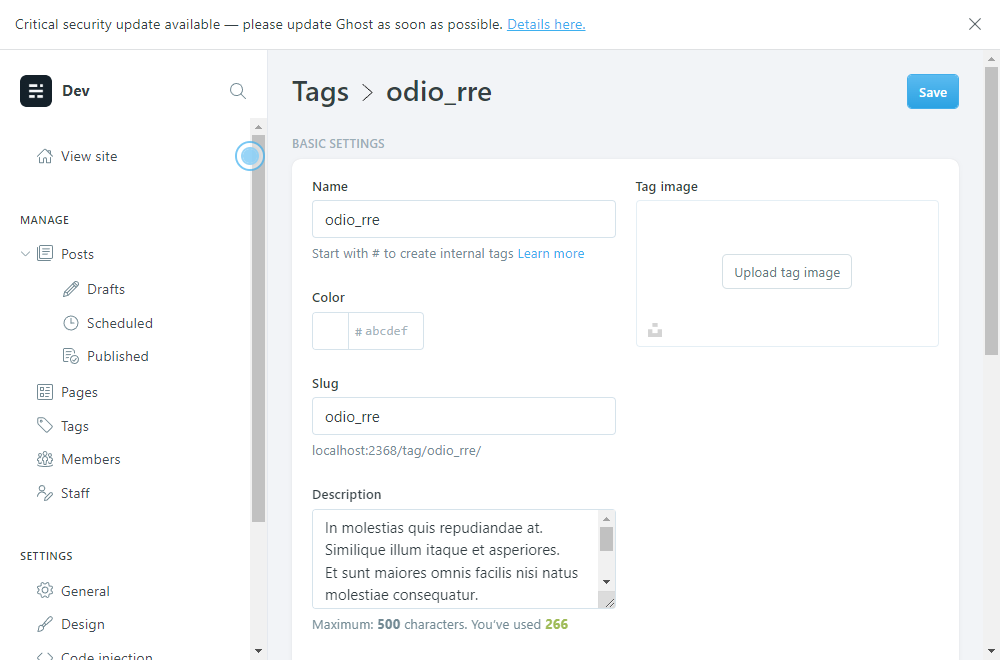 Critical security update available — please update Ghost as soon as possible. Details here.
Dev
View site
MANAGE
Posts
Drafts
Scheduled
Published
Pages
Tags
Members
Staff
SETTINGS
General
Design
Code injection
Tags > odio_rre
Save
BASIC SETTINGS
Name
odio_rre
Start with # to create internal tags Learn more
Color
# abcdef
Slug
odio_rre
localhost:2368/tag/odio_rre/
Description
In molestias quis repudiandae at.
Similique illum itaque et asperiores.
Et sunt maiores omnis facilis nisi natus
molestiae consequatur.
Maximum: 500 characters. You've used 266
Tag image
Upload tag image